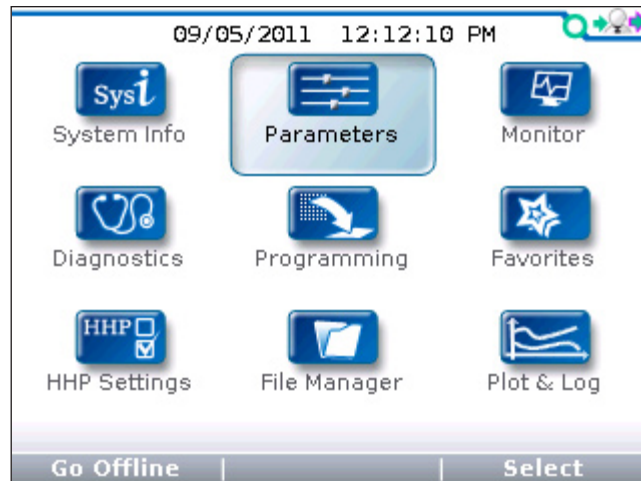 09/05/2011 12:12:10 PM
Sysi
System Info
Parameters
Monitor
Diagnostics
Programming
Favorites
HHP
HHP Settings
File Manager
Plot & Log
Go Offline
Select